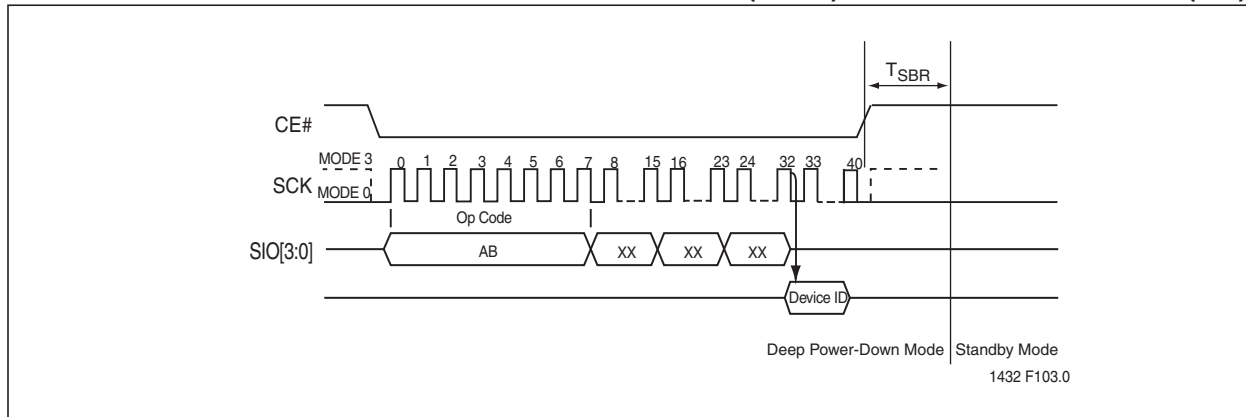 T_SBR
CE#
MODE 3
SCK MODE 0
0 1 2 3 4 5 6 7 8 15 16 23 24 32 33 40
Op Code
SIO[3:0]
AB XX XX XX
Device ID
Deep Power-Down Mode Standby Mode
1432 F103.0